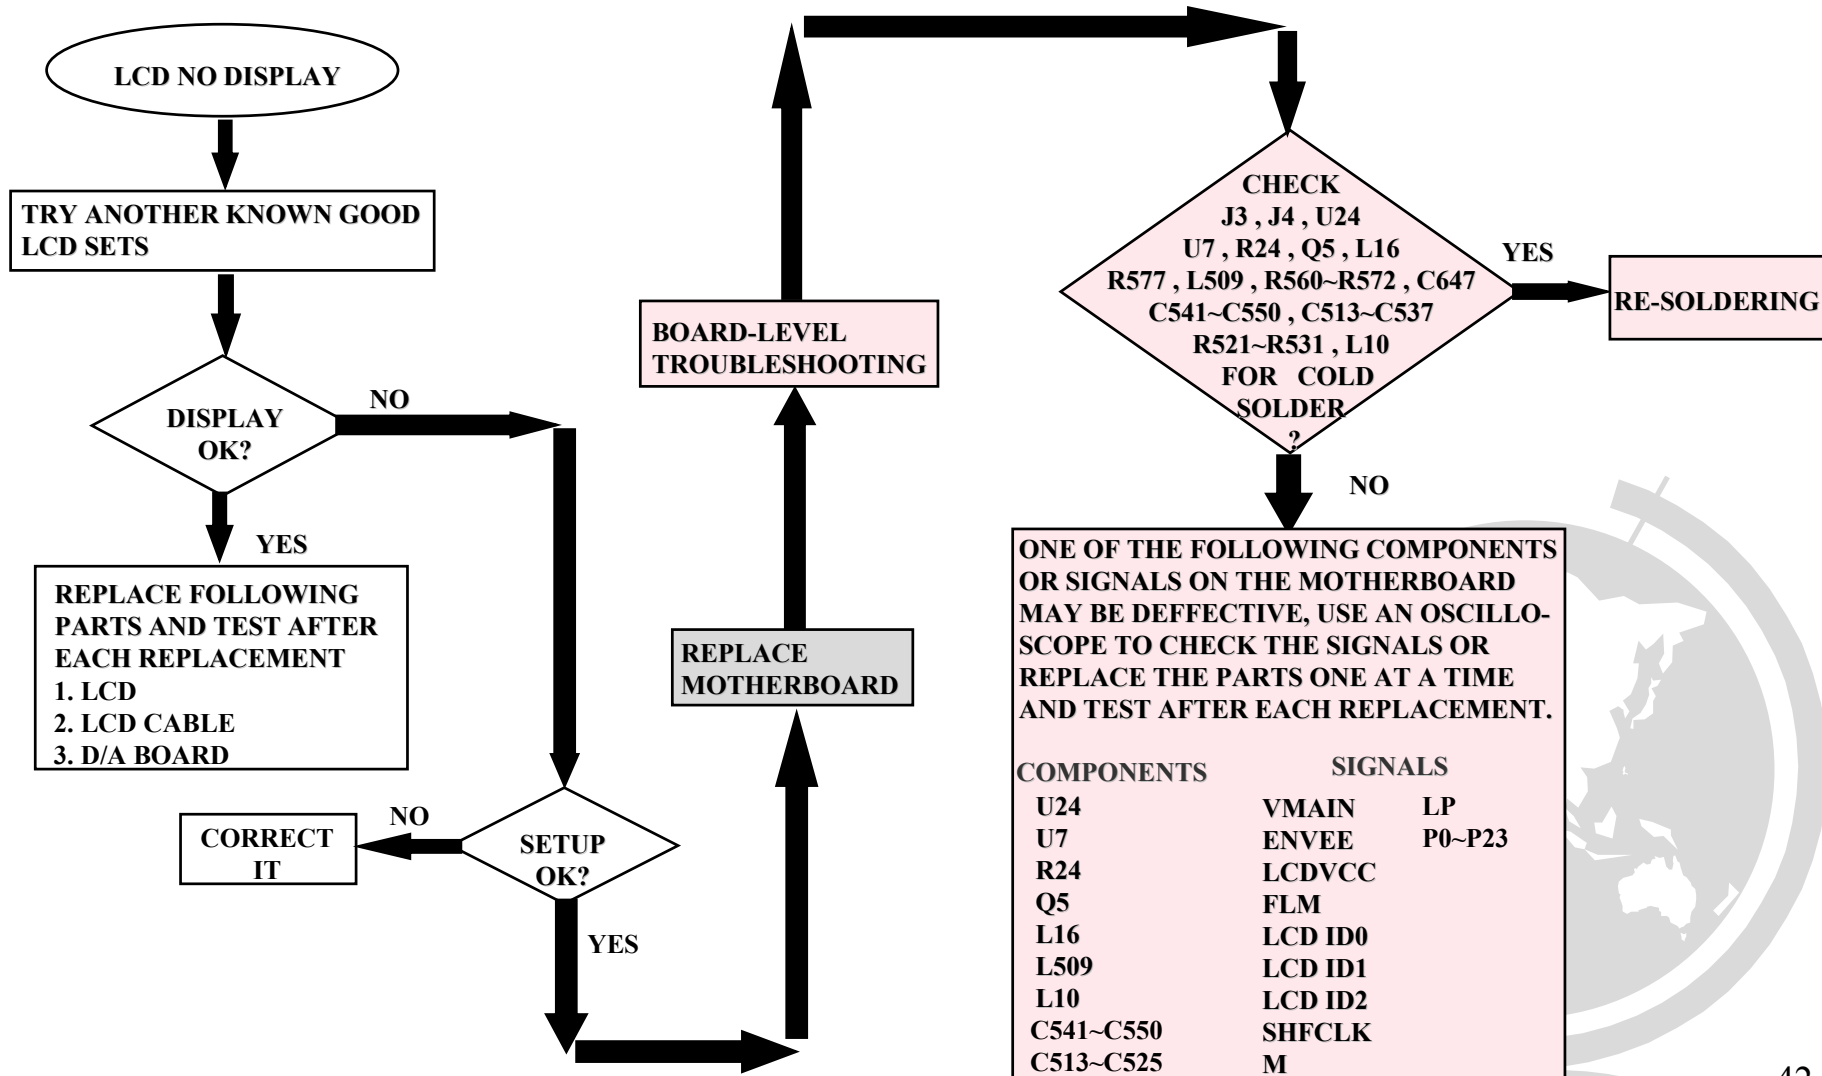 LCD NO DISPLAY
TRY ANOTHER KNOWN GOOD
LCD SETS
DISPLAY
OK?
NO
YES
REPLACE FOLLOWING
PARTS AND TEST AFTER
EACH REPLACEMENT
1. LCD
2. LCD CABLE
3. D/A BOARD
SETUP
OK?
NO
CORRECT
IT
YES
REPLACE
MOTHERBOARD
BOARD-LEVEL
TROUBLESHOOTING
CHECK
J3 , J4 , U24
U7 , R24 , Q5 , L16
R577 , L509 , R560~R572 , C647
C541~C550 , C513~C537
R521~R531 , L10
FOR COLD
SOLDER
?
YES
RE-SOLDERING
NO
ONE OF THE FOLLOWING COMPONENTS
OR SIGNALS ON THE MOTHERBOARD
MAY BE DEFFECTIVE, USE AN OSCILLO-
SCOPE TO CHECK THE SIGNALS OR
REPLACE THE PARTS ONE AT A TIME
AND TEST AFTER EACH REPLACEMENT.
COMPONENTS SIGNALS
U24 VMAIN LP
U7 ENVEE P0~P23
R24 LCDVCC
Q5 FLM
L16 LCD ID0
L509 LCD ID1
L10 LCD ID2
C541~C550 SHFCLK
C513~C525 M